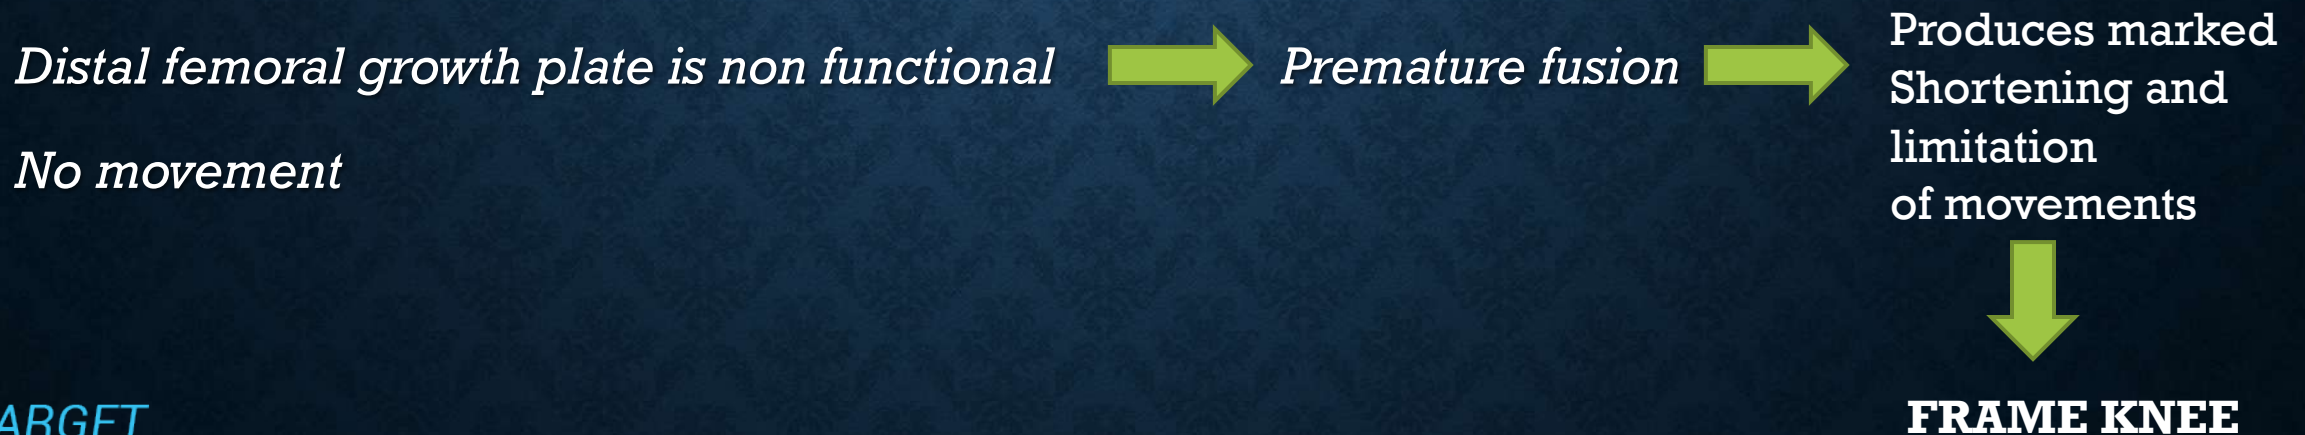 Distal femoral growth plate is non functional
Premature fusion
Produces marked
Shortening and
limitation
of movements
No movement
FRAME KNEE
ARGET